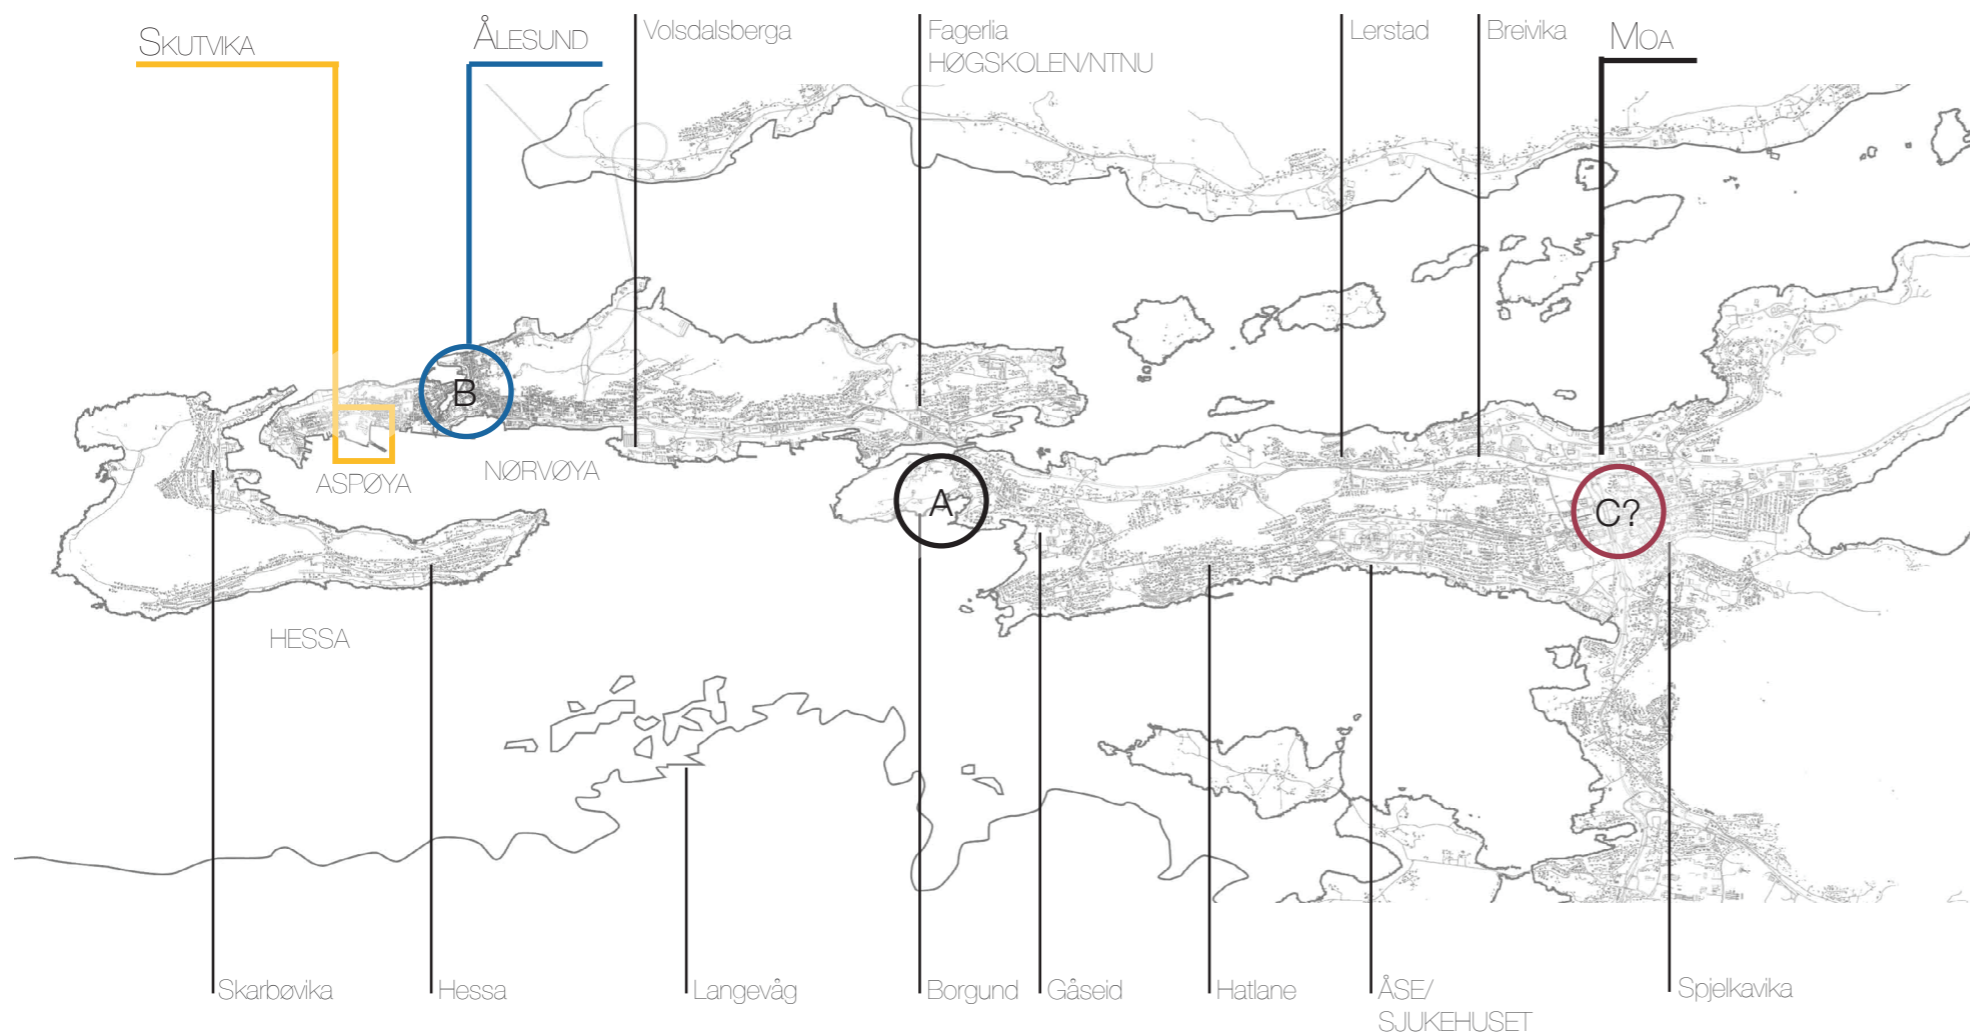 SKUTVIKA
ÅLESUND
Volsdalsberga
Fagerlia
HØGSKOLEN/NTNU
Lerstad
Breivika
MOA
B
ASPØYA
NØRVØYA
A
C?
HESSA
Skarbøvika
Hessa
Langevåg
Borgund
Gåseid
Hatlane
ÅSE/
SJUKEHUSET
Spjelkavika